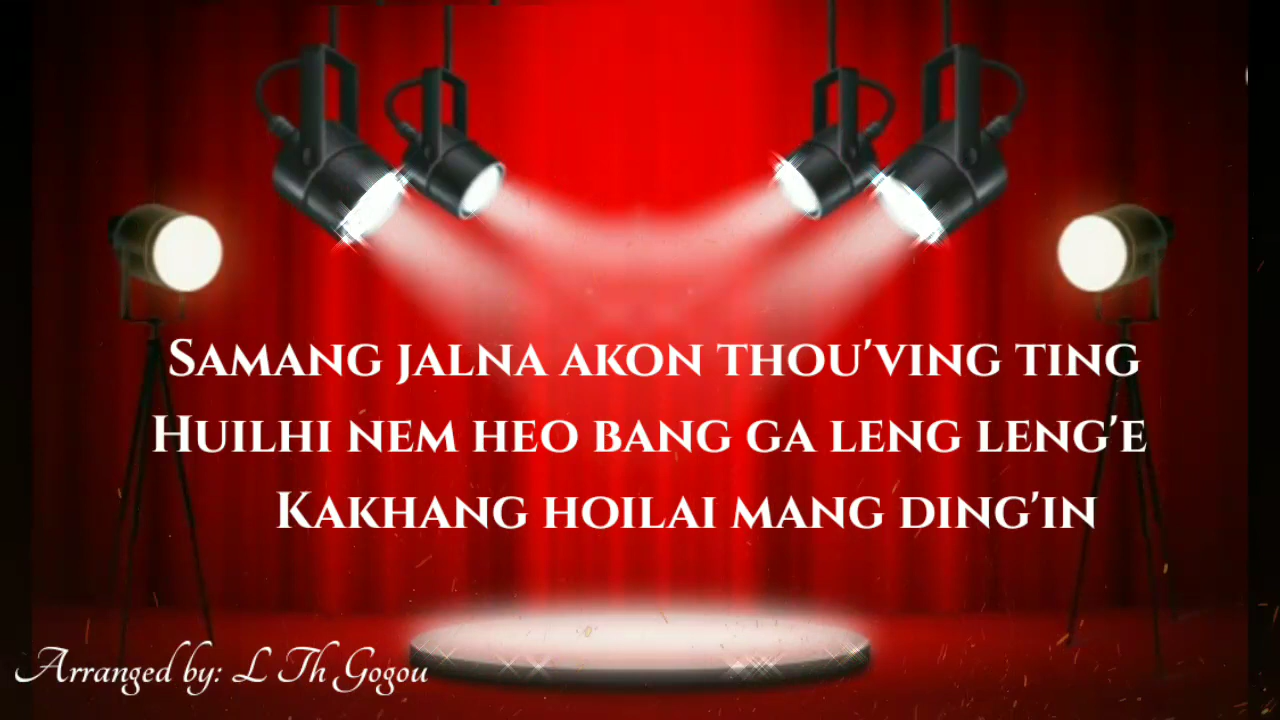 Samang jalna akon thou'ving ting
Huilhi nem heo bang ga leng leng'e
Kakhang hoilai mang ding'in
Arranged by: L Th Gogou